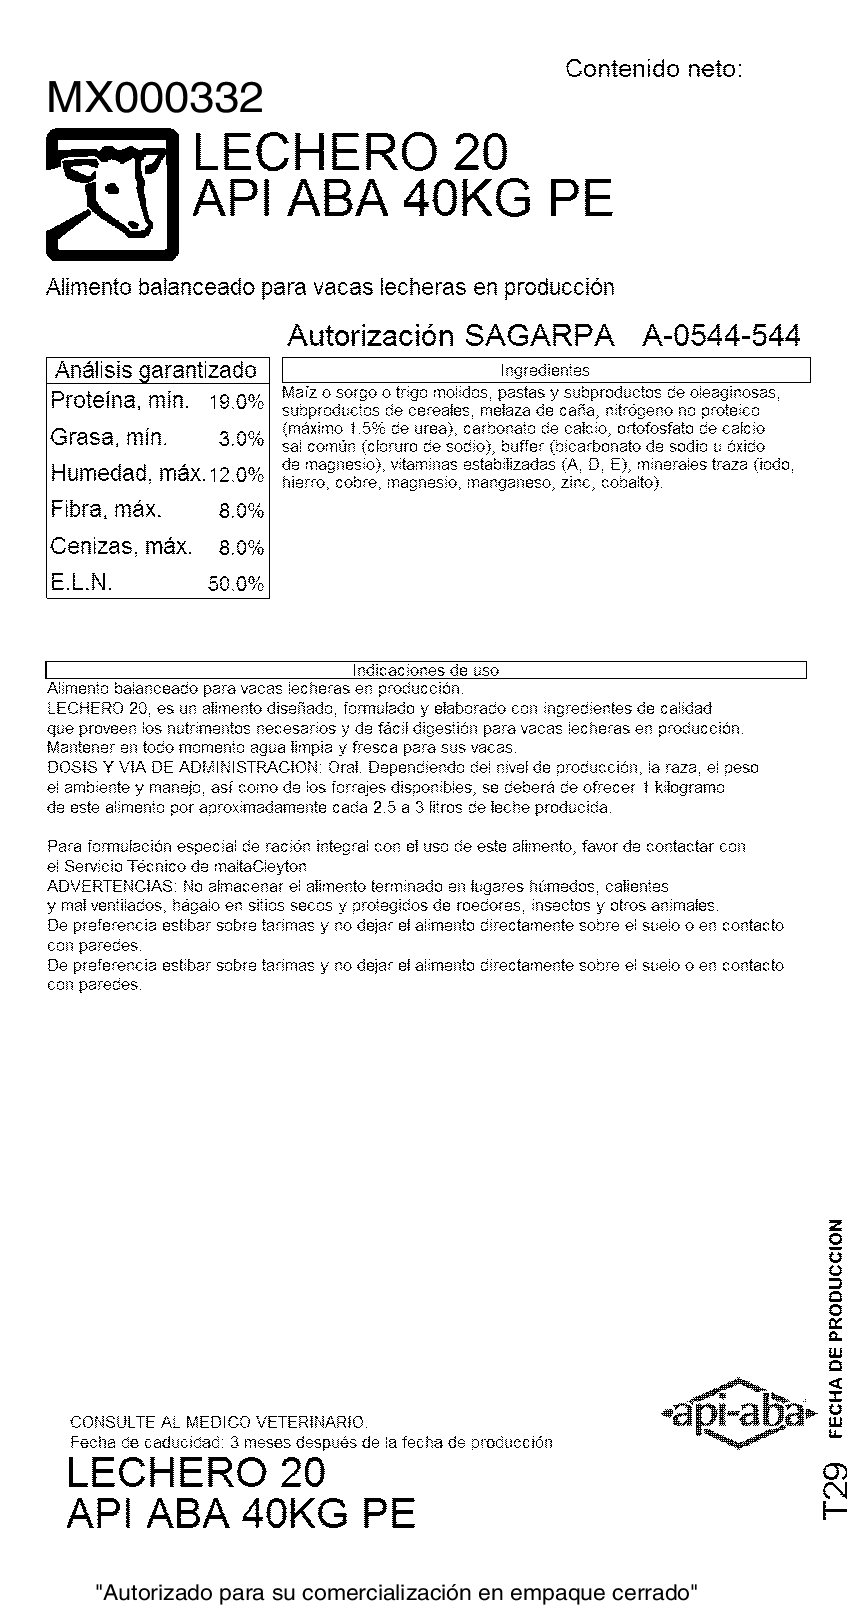 Contenido neto:
MX000332
LECHERO 20
API ABA 40KG PE
Alimento balanceado para vacas lecheras en producción
Autorización SAGARPA A-0544-544
Análisis garantizado
Proteína, mín. 19.0%
Grasa, mín. 3.0%
Humedad, máx. 12.0%
Fibra, máx. 8.0%
Cenizas, máx. 8.0%
E.L.N. 50.0%
Ingredientes
Maíz o sorgo o trigo molidos, pastas y subproductos de oleaginosas,
subproductos de cereales, melaza de caña, nitrógeno no proteico
(máximo 1.5% de urea), carbonato de calcio, ortofosfato de calcio
sal común (cloruro de sodio), buffer (bicarbonato de sodio u óxido
de magnesio), vitaminas estabilizadas (A, D, E), minerales traza (iodo,
hierro, cobre, magnesio, manganeso, zinc, cobalto).
Indicaciones de uso
Alimento balanceado para vacas lecheras en producción.
LECHERO 20, es un alimento diseñado, formulado y elaborado con ingredientes de calidad
que proveen los nutrimentos necesarios y de fácil digestión para vacas lecheras en producción.
Mantener en todo momento agua limpia y fresca para sus vacas.
DOSIS Y VIA DE ADMINISTRACION: Oral. Dependiendo del nivel de producción, la raza, el peso
el ambiente y manejo, así como de los forrajes disponibles, se deberá de ofrecer 1 kilogramo
de este alimento por aproximadamente cada 2.5 a 3 litros de leche producida.
Para formulación especial de ración integral con el uso de este alimento, favor de contactar con
el Servicio Técnico de maltaCleyton
ADVERTENCIAS: No almacenar el alimento terminado en lugares húmedos, calientes
y mal ventilados, hágalo en sitios secos y protegidos de roedores, insectos y otros animales.
De preferencia estibar sobre tarimas y no dejar el alimento directamente sobre el suelo o en contacto
con paredes.
De preferencia estibar sobre tarimas y no dejar el alimento directamente sobre el suelo o en contacto
con paredes.
FECHA DE PRODUCCION
T29
api-aba
CONSULTE AL MEDICO VETERINARIO.
Fecha de caducidad: 3 meses después de la fecha de producción
LECHERO 20
API ABA 40KG PE
"Autorizado para su comercialización en empaque cerrado"